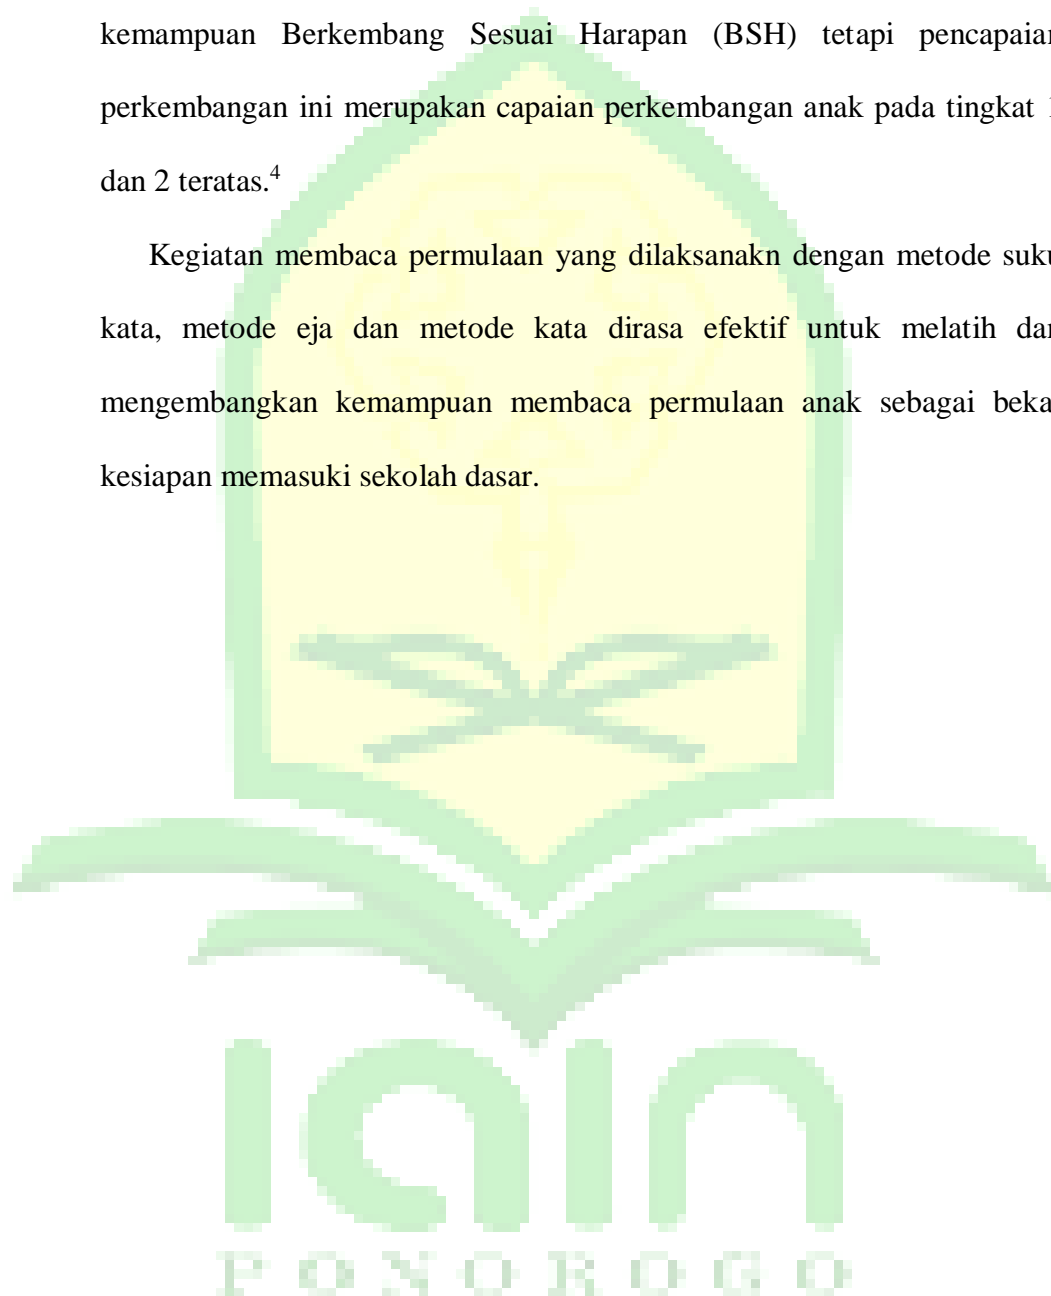 kemampuan Berkembang Sesuai Harapan (BSH) tetapi pencapaian
perkembangan ini merupakan capaian perkembangan anak pada tingkat 1
dan 2 teratas.⁴
Kegiatan membaca permulaan yang dilaksanakn dengan metode suku
kata, metode eja dan metode kata dirasa efektif untuk melatih dan
mengembangkan kemampuan membaca permulaan anak sebagai bekal
kesiapan memasuki sekolah dasar.
iain
PONOROGO